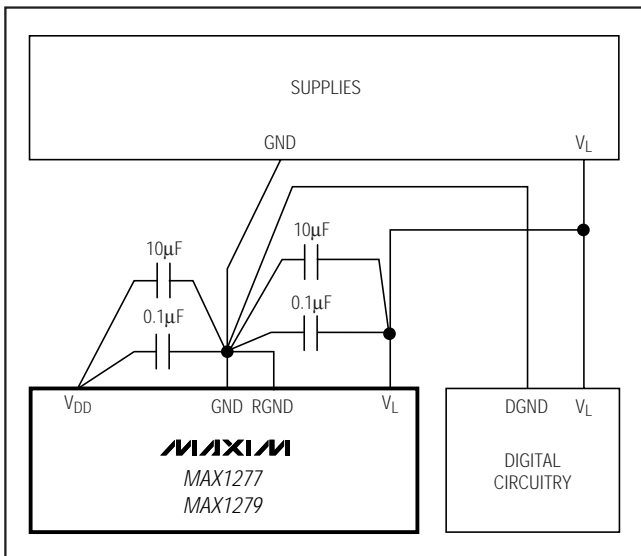 SUPPLIES
GND VL
10μF
10μF
0.1μF
0.1μF
VDD GND RGND VL DGND VL
MAXIM
MAX1277
MAX1279
DIGITAL
CIRCUITRY